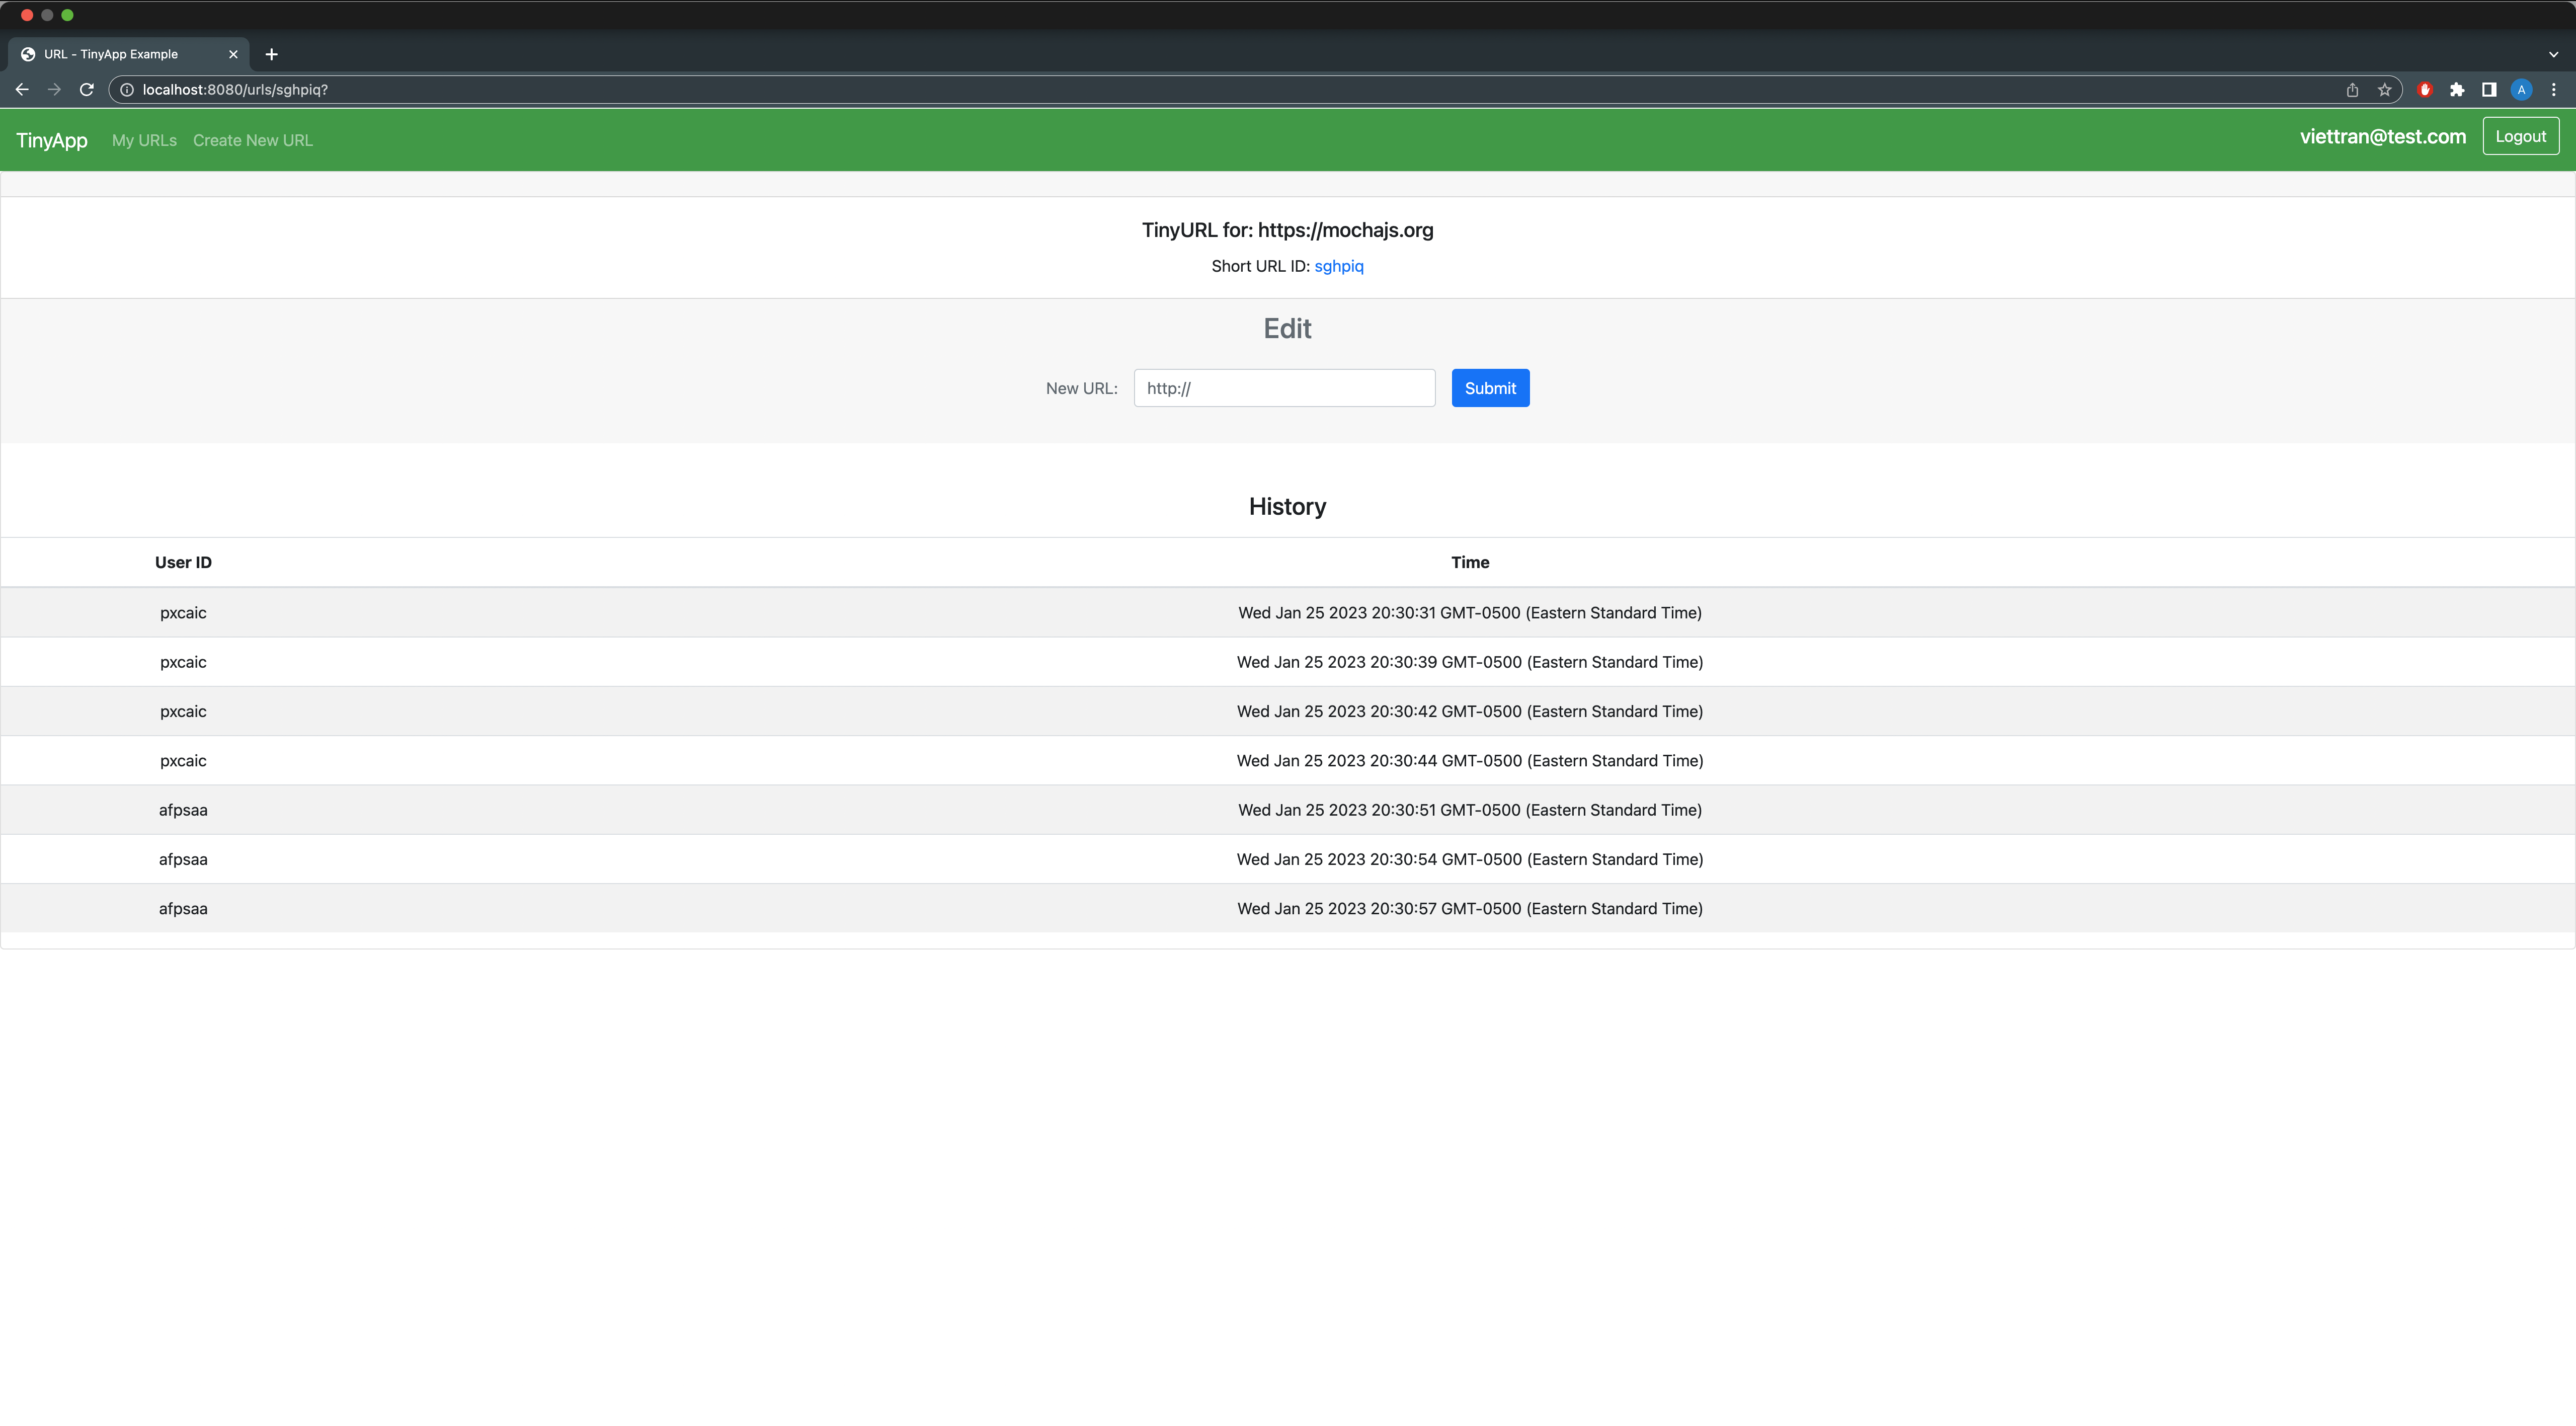 URL - TinyApp Example
localhost:8080/urls/sghpiq?
A
TinyApp My URLs Create New URL viettran@test.com Logout
TinyURL for: https://mochajs.org
Short URL ID: sghpiq
Edit
New URL: http:// Submit
History
User ID Time
pxcaic Wed Jan 25 2023 20:30:31 GMT-0500 (Eastern Standard Time)
pxcaic Wed Jan 25 2023 20:30:39 GMT-0500 (Eastern Standard Time)
pxcaic Wed Jan 25 2023 20:30:42 GMT-0500 (Eastern Standard Time)
pxcaic Wed Jan 25 2023 20:30:44 GMT-0500 (Eastern Standard Time)
afpsaa Wed Jan 25 2023 20:30:51 GMT-0500 (Eastern Standard Time)
afpsaa Wed Jan 25 2023 20:30:54 GMT-0500 (Eastern Standard Time)
afpsaa Wed Jan 25 2023 20:30:57 GMT-0500 (Eastern Standard Time)